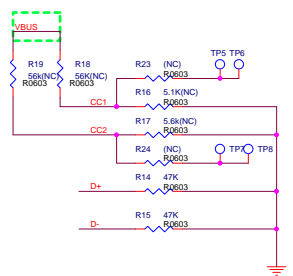 VBUS
R19
56k(NC)
R0603
R18
56K(NC)
R0603
R23 (NC)
R0603
TP5 TP6
CC1
R16 5.1K(NC)
R0603
R17 5.6k(NC)
R0603
CC2
R24 (NC)
R0603
TP7 TP8
D+
R14 47K
R0603
D-
R15 47K
R0603